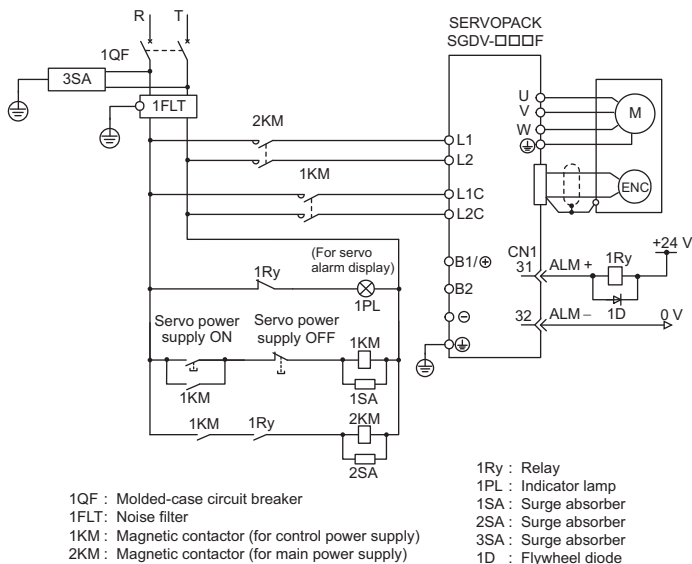 R T
SERVOPACK
SGDV-□□□F
1QF
3SA
1FLT
U
V
W
M
2KM
L1
L2
1KM
L1C
L2C
ENC
(For servo
alarm display)
1Ry
1PL
B1/⊕
B2
⊖
CN1
31 ALM +
1Ry
+24 V
1D
32 ALM –
0 V
Servo power
supply ON
Servo power
supply OFF
1KM
1KM
1SA
1KM
1Ry
2KM
2SA
1QF : Molded-case circuit breaker
1FLT: Noise filter
1KM : Magnetic contactor (for control power supply)
2KM : Magnetic contactor (for main power supply)
1Ry : Relay
1PL : Indicator lamp
1SA : Surge absorber
2SA : Surge absorber
3SA : Surge absorber
1D : Flywheel diode